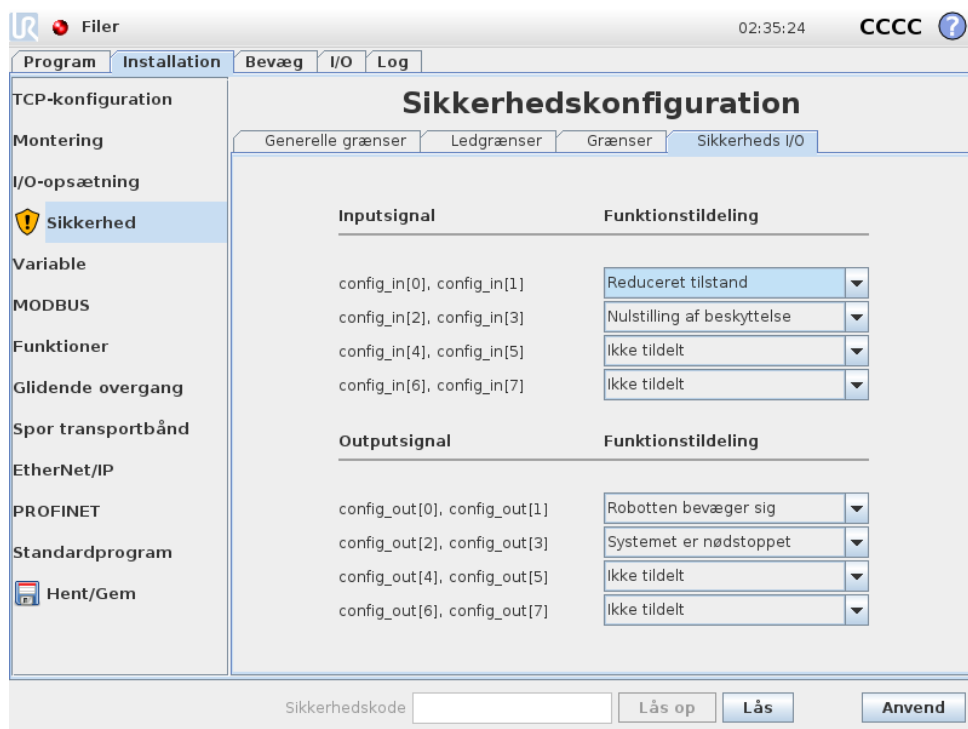 Filer
02:35:24
CCCC
?
Program Installation Bevæg I/O Log
TCP-konfiguration
Montering
I/O-opsætning
Sikkerhed
Variable
MODBUS
Funktioner
Glidende overgang
Spor transportbånd
EtherNet/IP
PROFINET
Standardprogram
Hent/Gem
Sikkerhedskonfiguration
Generelle grænser Ledgrænser Grænser Sikkerheds I/O
Inputsignal Funktionstildeling
config_in[0], config_in[1] Reduceret tilstand
config_in[2], config_in[3] Nulstilling af beskyttelse
config_in[4], config_in[5] Ikke tildelt
config_in[6], config_in[7] Ikke tildelt
Outputsignal Funktionstildeling
config_out[0], config_out[1] Robotten bevæger sig
config_out[2], config_out[3] Systemet er nødstoppet
config_out[4], config_out[5] Ikke tildelt
config_out[6], config_out[7] Ikke tildelt
Sikkerhedskode Lås op Lås Anvend